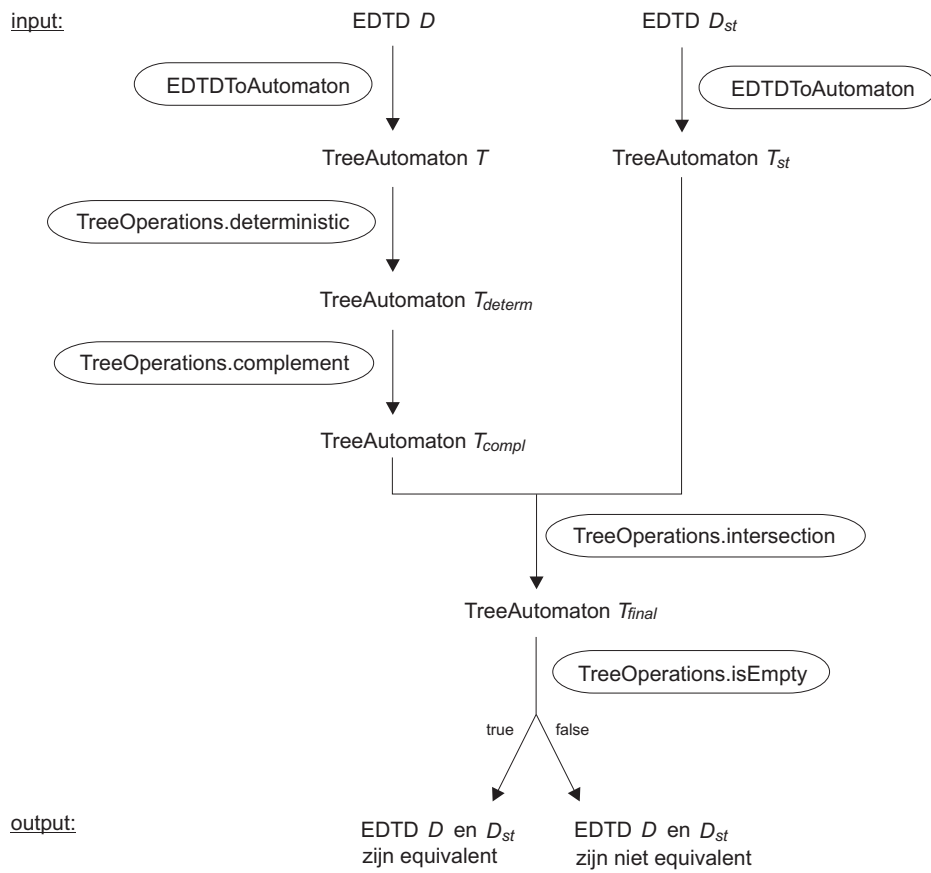 input:
EDTD D
EDTD Dst
EDTDToAutomaton
EDTDToAutomaton
TreeAutomaton T
TreeAutomaton Tst
TreeOperations.deterministic
TreeAutomaton Tdeterm
TreeOperations.complement
TreeAutomaton Tcompl
TreeOperations.intersection
TreeAutomaton Tfinal
TreeOperations.isEmpty
true
false
output:
EDTD D en Dst
zijn equivalent
EDTD D en Dst
zijn niet equivalent